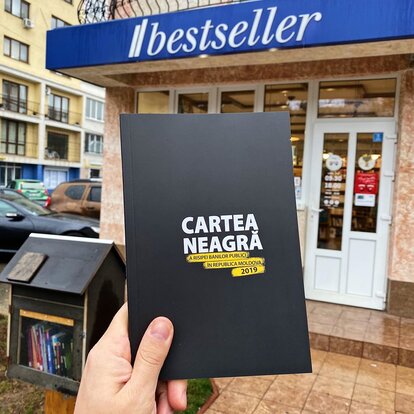 bestseller
CARTEA
NEAGRĂ
A RISIPEI BANILOR PUBLICI
ÎN REPUBLICA MOLDOVA
2019